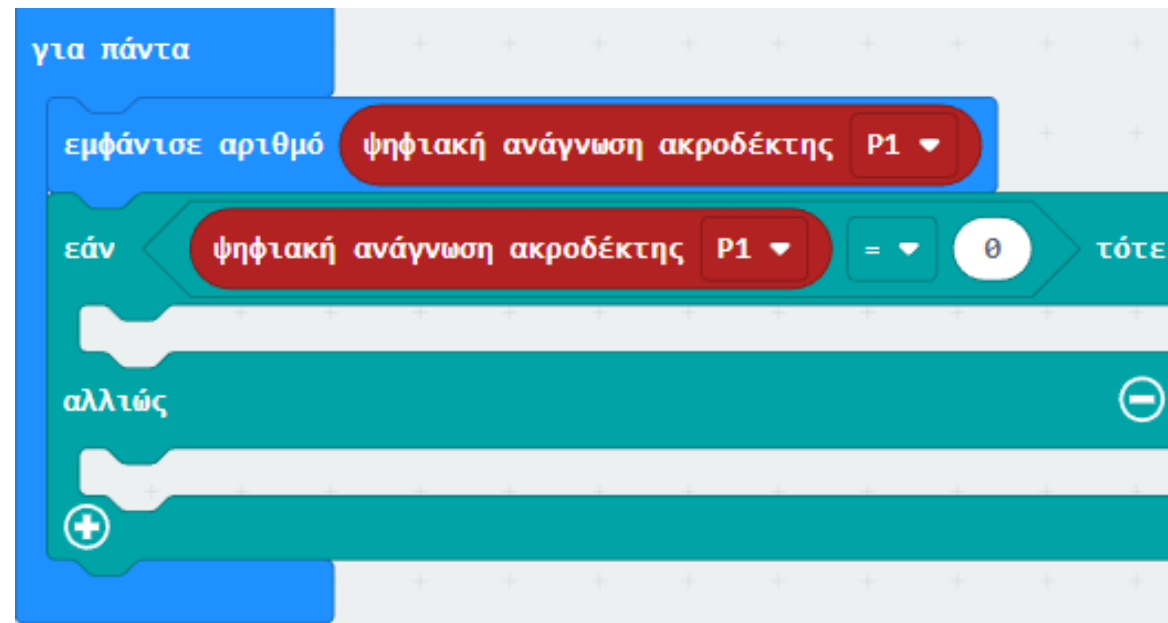 για πάντα
εμφάνισε αριθμό ψηφιακή ανάγνωση ακροδέκτης P1
εάν ψηφιακή ανάγνωση ακροδέκτης P1 = 0 τότε
αλλιώς